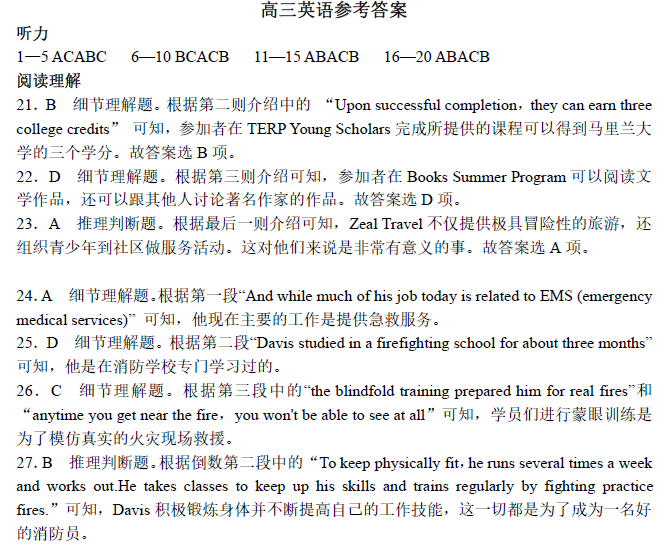 高三英语参考答案
听力
1—5 ACABC 6—10 BCACB 11—15 ABACB 16—20 ABACB
阅读理解
21．B 细节理解题。根据第二则介绍中的 “Upon successful completion，they can earn three
college credits” 可知，参加者在 TERP Young Scholars 完成所提供的课程可以得到马里兰大
学的三个学分。故答案选 B 项。
22．D 细节理解题。根据第三则介绍可知，参加者在 Books Summer Program 可以阅读文
学作品，还可以跟其他人讨论著名作家的作品。故答案选 D 项。
23．A 推理判断题。根据最后一则介绍可知，Zeal Travel 不仅提供极具冒险性的旅游，还
组织青少年到社区做服务活动。这对他们来说是非常有意义的事。故答案选 A 项。
24．A 细节理解题。根据第一段“And while much of his job today is related to EMS (emergency
medical services)” 可知，他现在主要的工作是提供急救服务。
25．D 细节理解题。根据第二段“Davis studied in a firefighting school for about three months”
可知，他是在消防学校专门学习过的。
26．C 细节理解题。根据第三段中的“the blindfold training prepared him for real fires”和
“anytime you get near the fire，you won't be able to see at all”可知，学员们进行蒙眼训练是
为了模仿真实的火灾现场救援。
27．B 推理判断题。根据倒数第二段中的“To keep physically fit，he runs several times a week
and works out.He takes classes to keep up his skills and trains regularly by fighting practice
fires.”可知，Davis 积极锻炼身体并不断提高自己的工作技能，这一切都是为了成为一名好
的消防员。